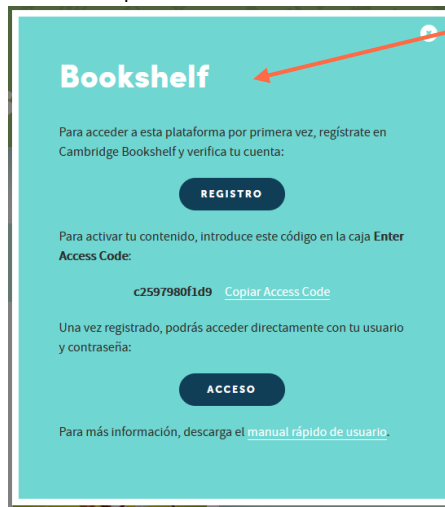 Bookshelf
Para acceder a esta plataforma por primera vez, regístrate en
Cambridge Bookshelf y verifica tu cuenta:
REGISTRO
Para activar tu contenido, introduce este código en la caja Enter
Access Code:
c2597980f1d9 Copiar Access Code
Una vez registrado, podrás acceder directamente con tu usuario
y contraseña:
ACCESO
Para más información, descarga el manual rápido de usuario.